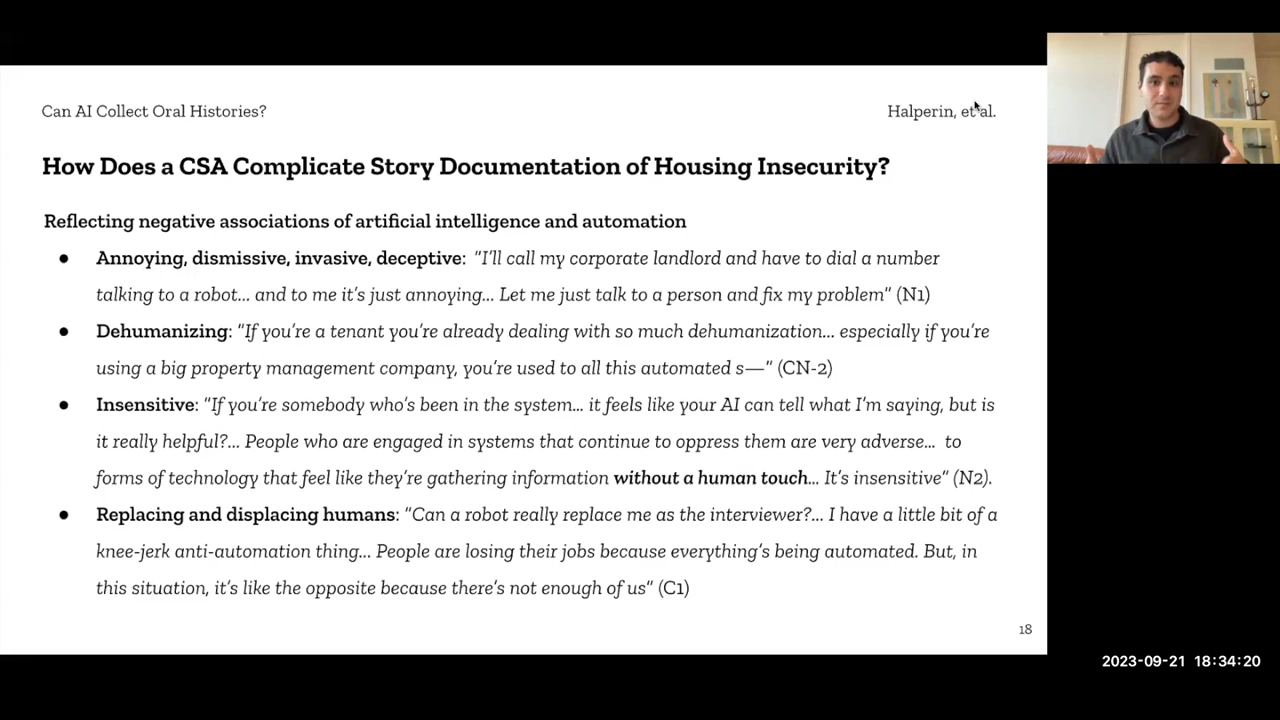 Can AI Collect Oral Histories?
Halperin, et al.
How Does a CSA Complicate Story Documentation of Housing Insecurity?
Reflecting negative associations of artificial intelligence and automation
● Annoying, dismissive, invasive, deceptive: "I'll call my corporate landlord and have to dial a number
talking to a robot... and to me it's just annoying... Let me just talk to a person and fix my problem" (N1)
● Dehumanizing: "If you're a tenant you're already dealing with so much dehumanization... especially if you're
using a big property management company, you're used to all this automated s—" (CN-2)
● Insensitive: "If you're somebody who's been in the system... it feels like your AI can tell what I'm saying, but is
it really helpful?... People who are engaged in systems that continue to oppress them are very adverse... to
forms of technology that feel like they're gathering information without a human touch... It's insensitive" (N2).
● Replacing and displacing humans: "Can a robot really replace me as the interviewer?... I have a little bit of a
knee-jerk anti-automation thing... People are losing their jobs because everything's being automated. But, in
this situation, it's like the opposite because there's not enough of us" (C1)
18
2023-09-21 18:34:20